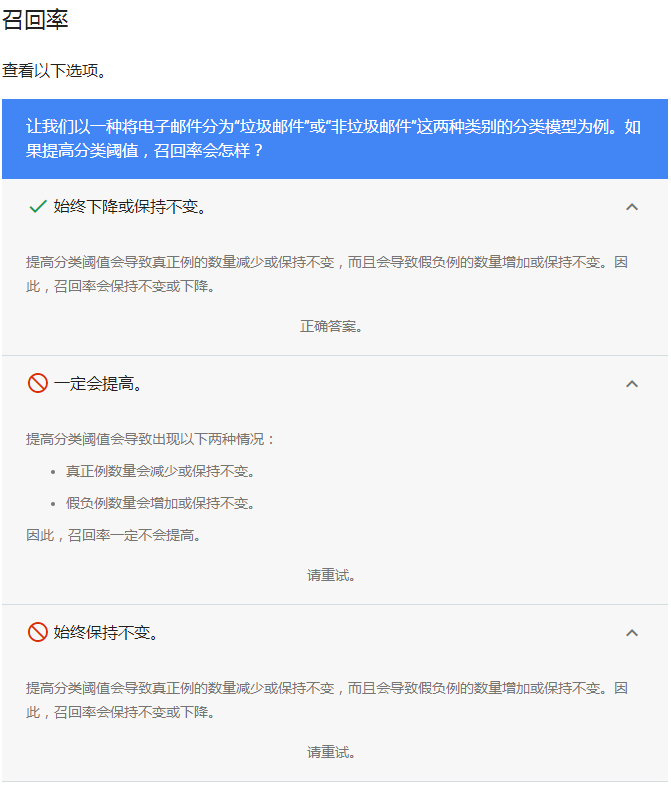 召回率
查看以下选项。
让我们以一种将电子邮件分为“垃圾邮件”或“非垃圾邮件”这两种类别的分类模型为例。如
果提高分类阈值，召回率会怎样？
始终下降或保持不变。
提高分类阈值会导致真正例的数量减少或保持不变，而且会导致假负例的数量增加或保持不变。因
此，召回率会保持不变或下降。
正确答案。
一定会提高。
提高分类阈值会导致出现以下两种情况：
• 真正例数量会减少或保持不变。
• 假负例数量会增加或保持不变。
因此，召回率一定不会提高。
请重试。
始终保持不变。
提高分类阈值会导致真正例的数量减少或保持不变，而且会导致假负例的数量增加或保持不变。因
此，召回率会保持不变或下降。
请重试。